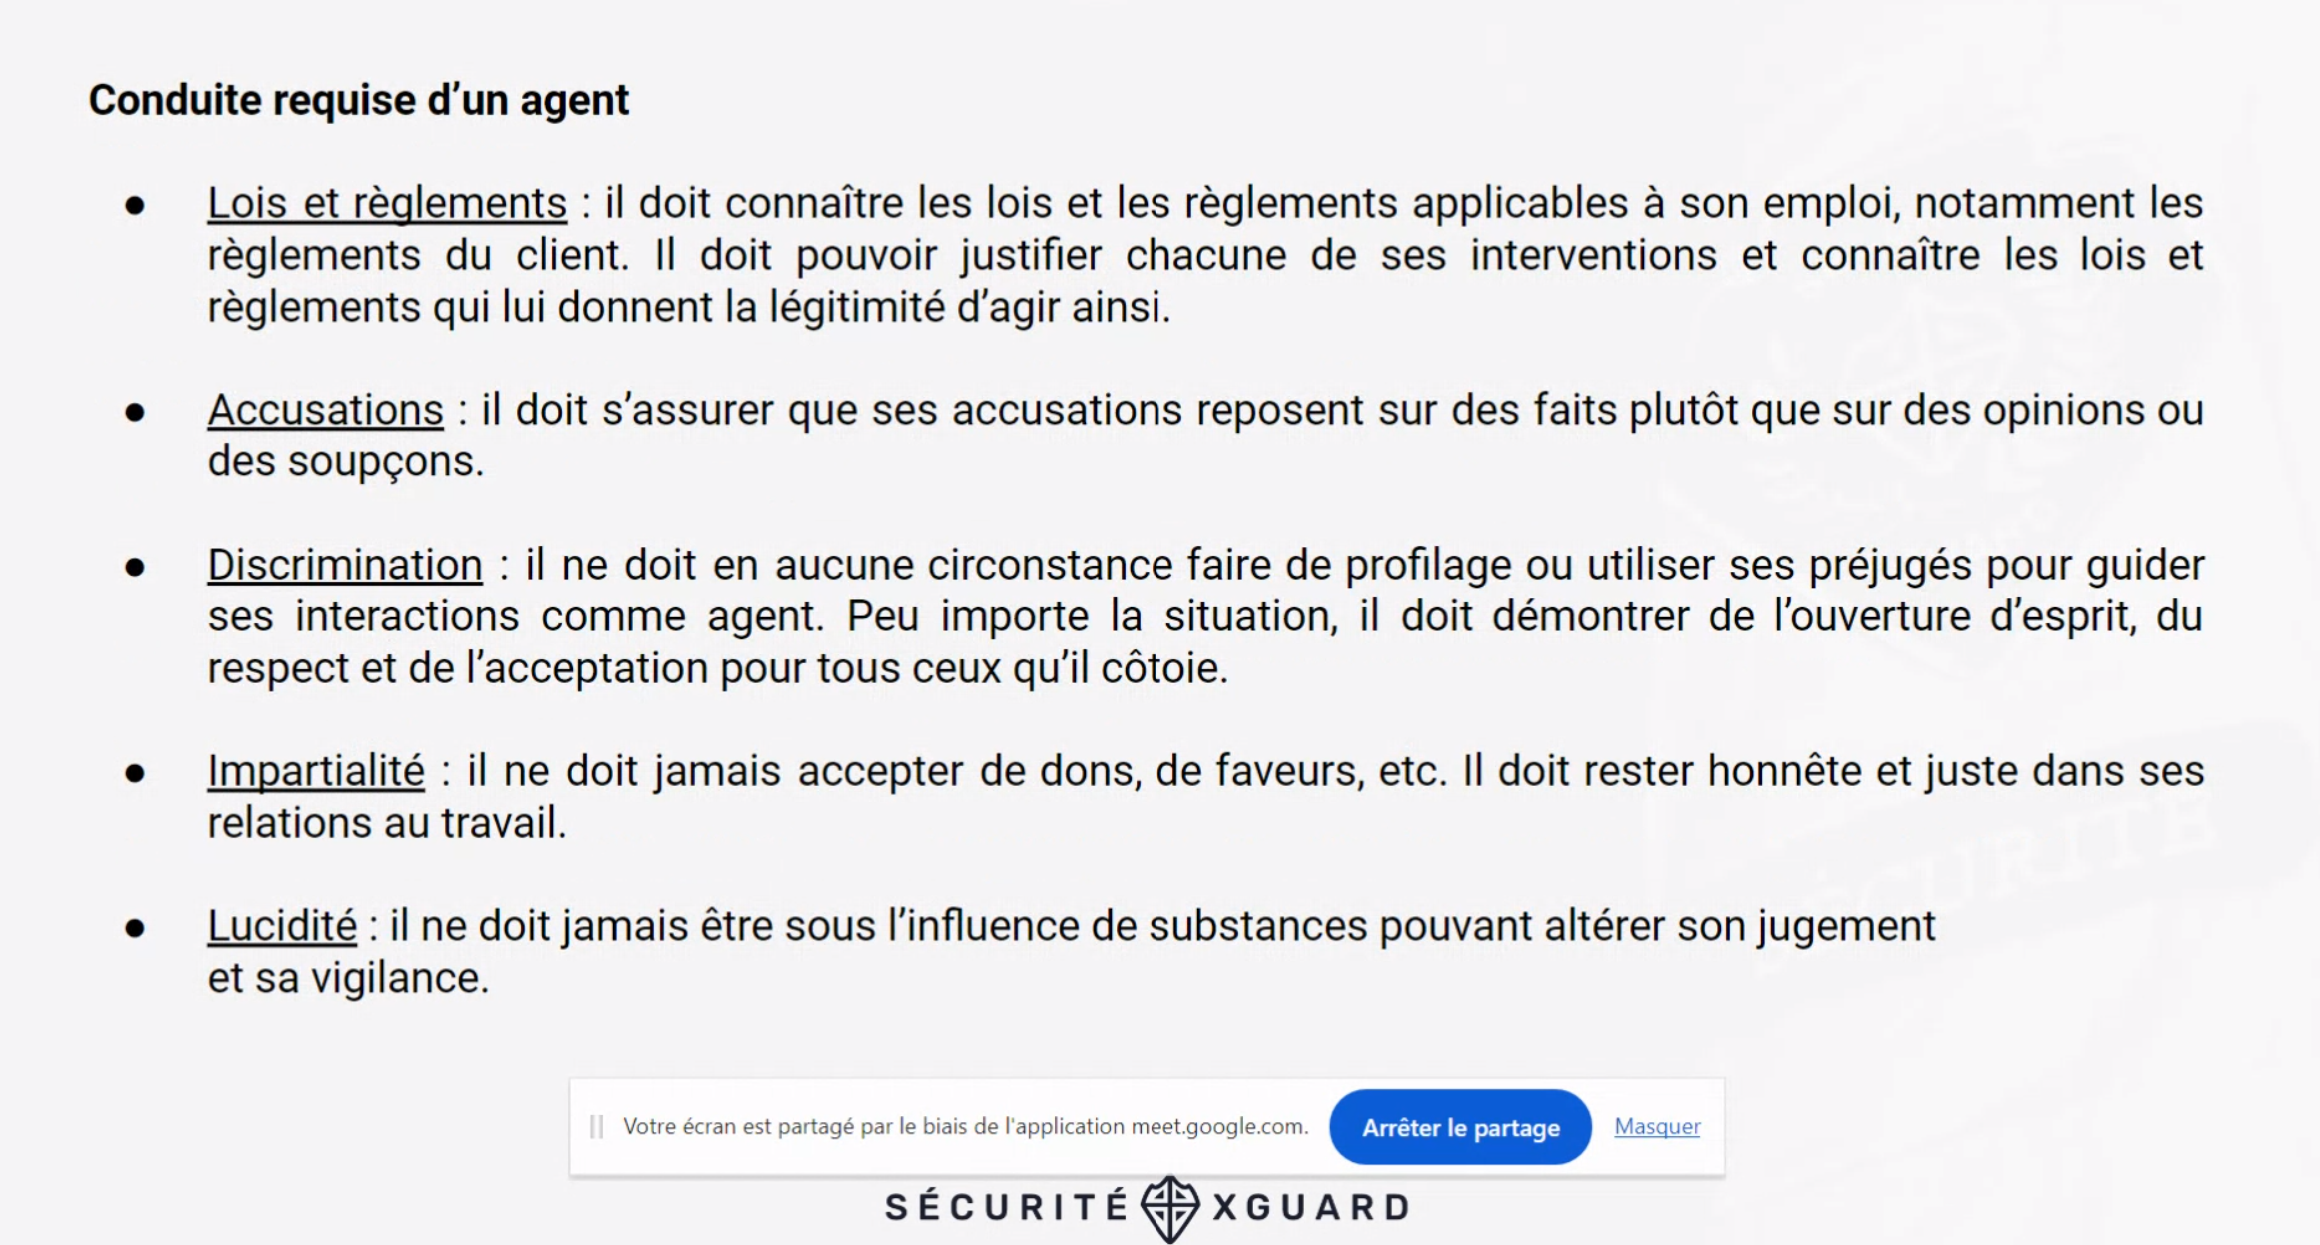 Conduite requise d’un agent
● Lois et règlements : il doit connaître les lois et les règlements applicables à son emploi, notamment les
règlements du client. Il doit pouvoir justifier chacune de ses interventions et connaître les lois et
règlements qui lui donnent la légitimité d’agir ainsi.
● Accusations : il doit s’assurer que ses accusations reposent sur des faits plutôt que sur des opinions ou
des soupçons.
● Discrimination : il ne doit en aucune circonstance faire de profilage ou utiliser ses préjugés pour guider
ses interactions comme agent. Peu importe la situation, il doit démontrer de l’ouverture d’esprit, du
respect et de l’acceptation pour tous ceux qu’il côtoie.
● Impartialité : il ne doit jamais accepter de dons, de faveurs, etc. Il doit rester honnête et juste dans ses
relations au travail.
SÉCURITÉ
● Lucidité : il ne doit jamais être sous l’influence de substances pouvant altérer son jugement
et sa vigilance.
Votre écran est partagé par le biais de l'application meet.google.com. Arrêter le partage Masquer
SÉCURITÉ XGUARD